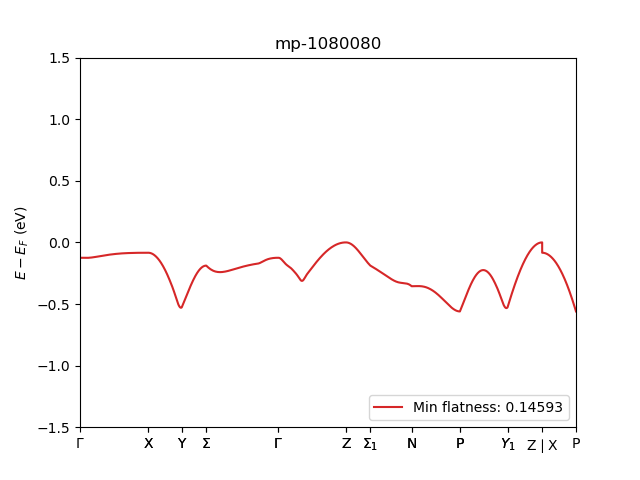 mp-1080080
1.5
1.0
0.5
0.0
−0.5
−1.0
−1.5
E − E_F (eV)
Min flatness: 0.14593
Γ X Y Σ Γ Z Σ₁ N P Y₁ Z | X P